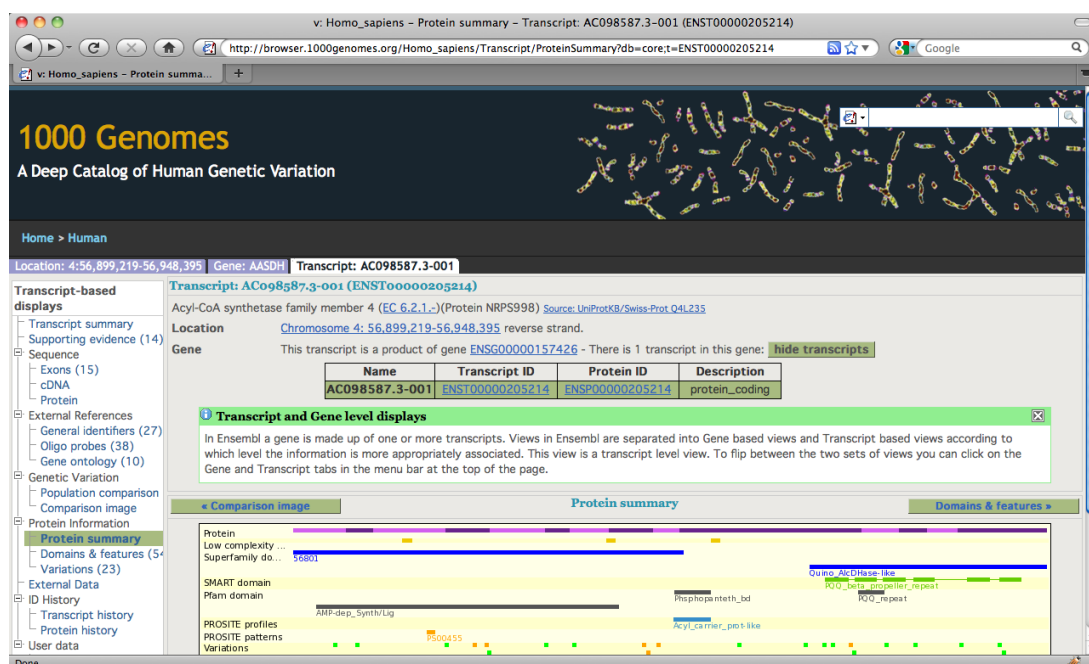 v: Homo_sapiens – Protein summary – Transcript: AC098587.3-001 (ENST00000205214)
http://browser.1000genomes.org/Homo_sapiens/Transcript/ProteinSummary?db=core;t=ENST00000205214
Google
v: Homo_sapiens – Protein summa...
1000 Genomes
A Deep Catalog of Human Genetic Variation
Home > Human
Location: 4:56,899,219-56,948,395 Gene: AASDH Transcript: AC098587.3-001
Transcript-based
displays
Transcript summary
Supporting evidence (14)
Sequence
Exons (15)
cDNA
Protein
External References
General identifiers (27)
Oligo probes (38)
Gene ontology (10)
Genetic Variation
Population comparison
Comparison image
Protein Information
Protein summary
Domains & features (54
Variations (23)
External Data
ID History
Transcript history
Protein history
User data
Transcript: AC098587.3-001 (ENST00000205214)
Acyl-CoA synthetase family member 4 (EC 6.2.1.-)(Protein NRPS998) Source: UniProtKB/Swiss-Prot Q4L235
Location Chromosome 4: 56,899,219-56,948,395 reverse strand.
Gene This transcript is a product of gene ENSG00000157426 - There is 1 transcript in this gene: hide transcripts
Name Transcript ID Protein ID Description
AC098587.3-001 ENST00000205214 ENSP00000205214 protein_coding
Transcript and Gene level displays
In Ensembl a gene is made up of one or more transcripts. Views in Ensembl are separated into Gene based views and Transcript based views according to
which level the information is more appropriately associated. This view is a transcript level view. To flip between the two sets of views you can click on the
Gene and Transcript tabs in the menu bar at the top of the page.
« Comparison image Protein summary Domains & features »
Protein
Low complexity ...
Superfamily do... 56801
Quino_AlcDHase-like
SMART domain PQQ_beta_propeller_repeat
Pfam domain Phsphopanteth_bd PQQ_repeat
AMP-dep_Synth/Lig
PROSITE profiles Acyl_carrier_prot-like
PROSITE patterns PS00455
Variations
Done